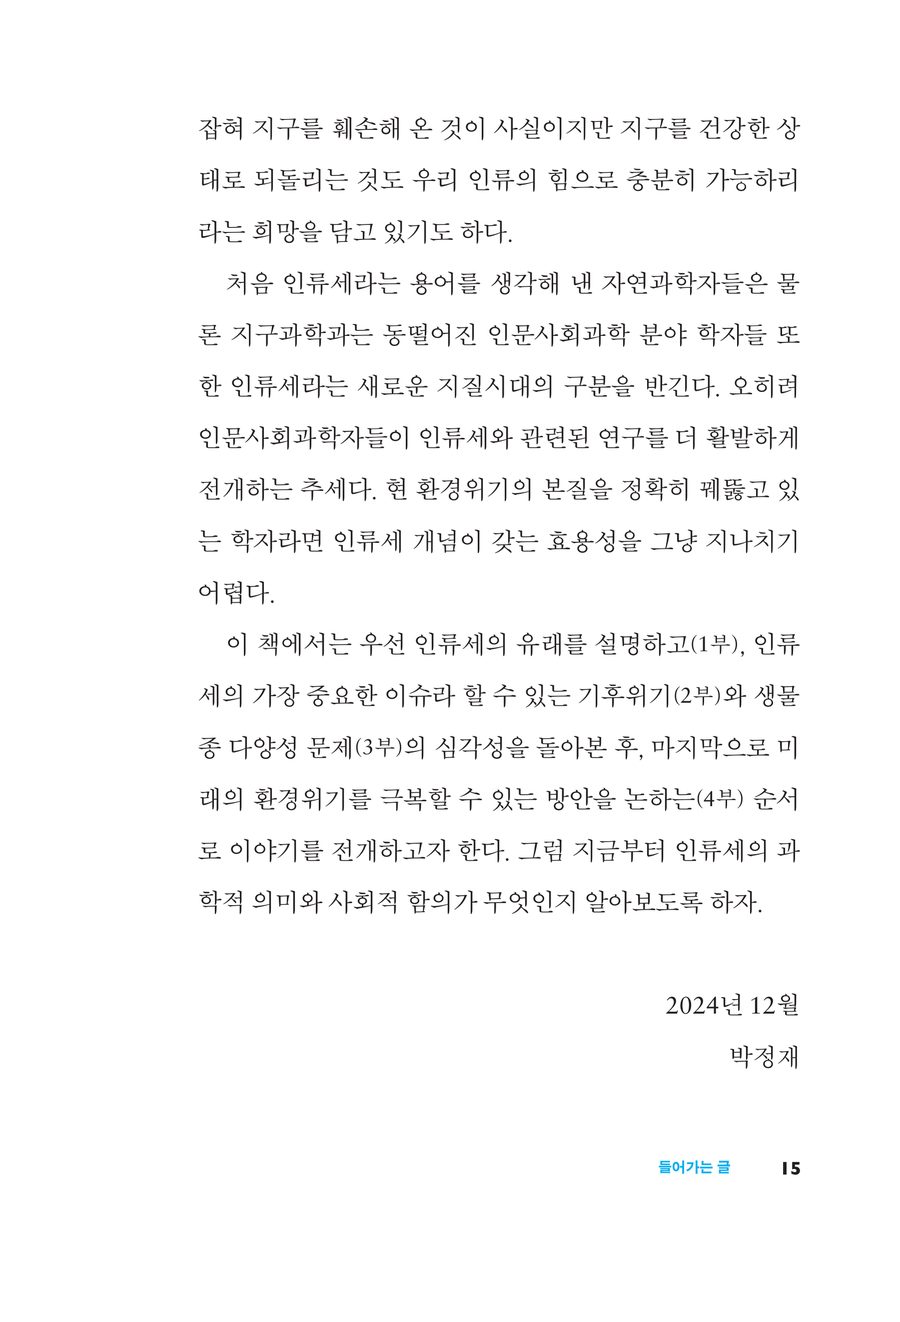 잡혀 지구를 훼손해 온 것이 사실이지만 지구를 건강한 상
태로 되돌리는 것도 우리 인류의 힘으로 충분히 가능하리
라는 희망을 담고 있기도 하다.
처음 인류세라는 용어를 생각해 낸 자연과학자들은 물
론 지구과학과는 동떨어진 인문사회과학 분야 학자들 또
한 인류세라는 새로운 지질시대의 구분을 반긴다. 오히려
인문사회과학자들이 인류세와 관련된 연구를 더 활발하게
전개하는 추세다. 현 환경위기의 본질을 정확히 꿰뚫고 있
는 학자라면 인류세 개념이 갖는 효용성을 그냥 지나치기
어렵다.
이 책에서는 우선 인류세의 유래를 설명하고(1부), 인류
세의 가장 중요한 이슈라 할 수 있는 기후위기(2부)와 생물
종 다양성 문제(3부)의 심각성을 돌아본 후, 마지막으로 미
래의 환경위기를 극복할 수 있는 방안을 논하는(4부) 순서
로 이야기를 전개하고자 한다. 그럼 지금부터 인류세의 과
학적 의미와 사회적 함의가 무엇인지 알아보도록 하자.
2024년 12월
박정재
들어가는 글 15